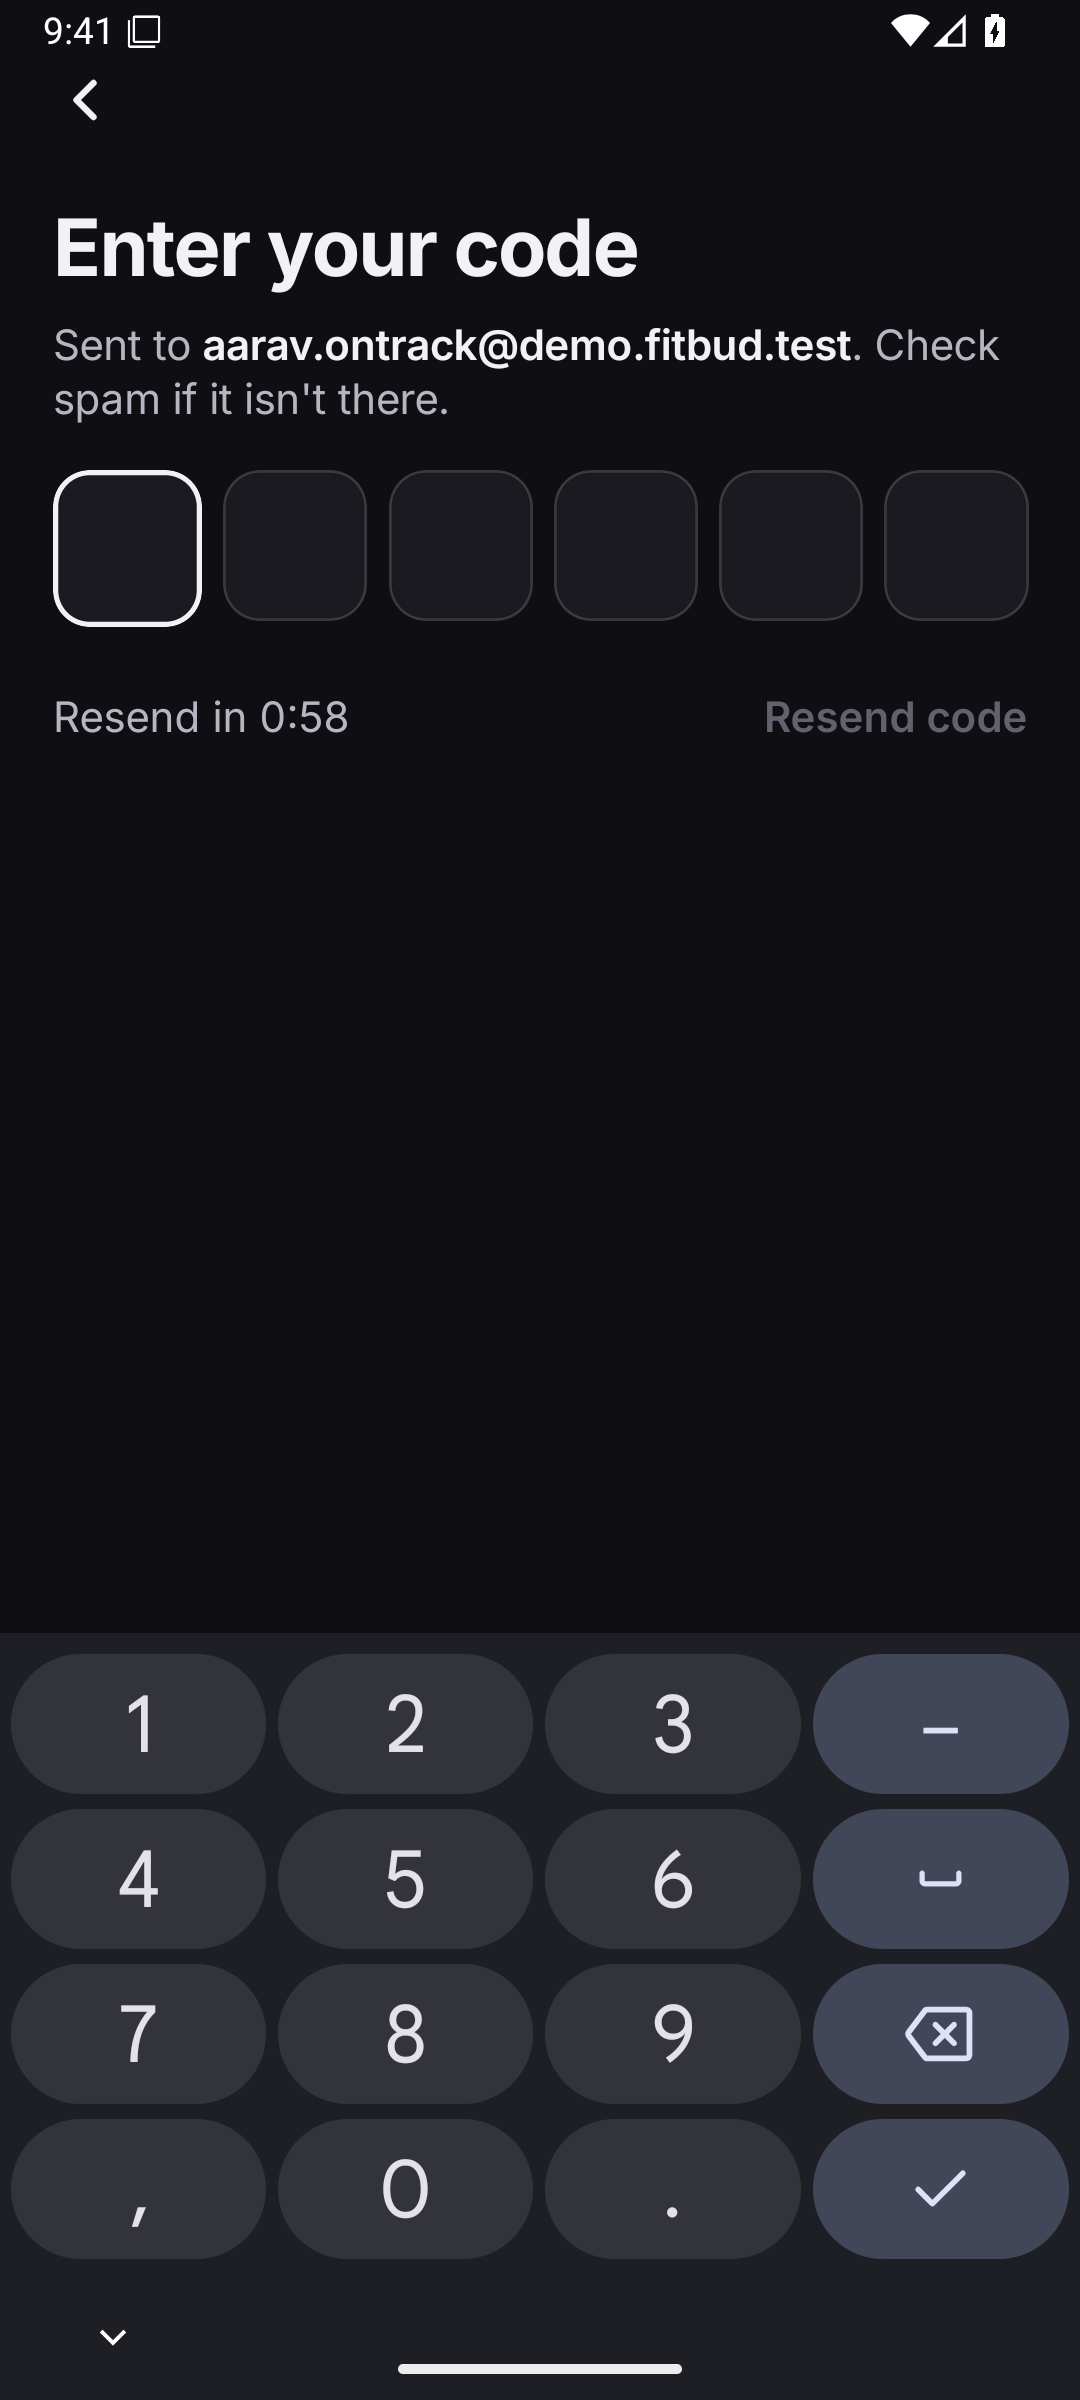 9:41
Enter your code
Sent to aarav.ontrack@demo.fitbud.test. Check
spam if it isn't there.
Resend in 0:58
Resend code
1 2 3 –
4 5 6
7 8 9
, 0 .